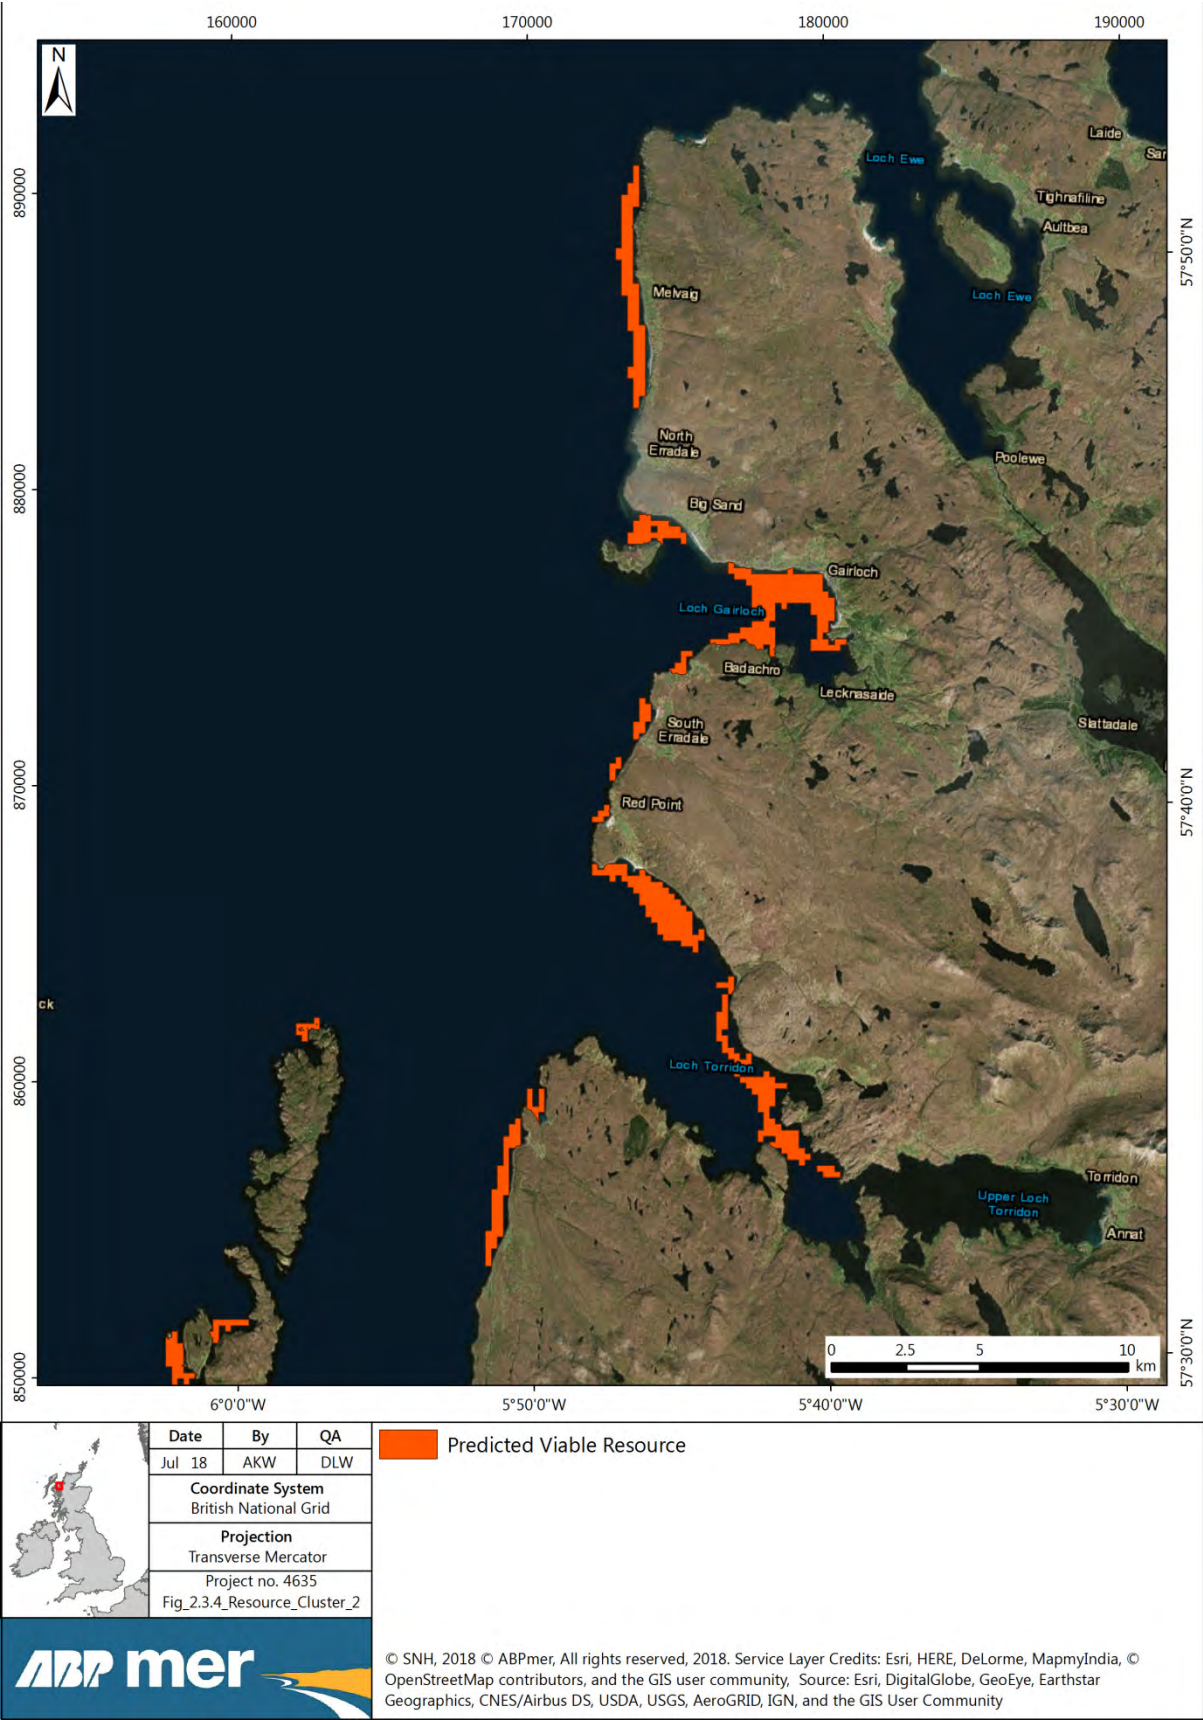 160000 170000 180000 190000
N
Laide
Loch Ewe
Sar
890000
Tighnafiline
Aultbea
57°50'0"N
Melvaig
Loch Ewe
North
Erradale
Poolewe
880000
Big Sand
Gairloch
Loch Gairloch
Badachro
Lecknasaide
South
Erradale
Slattadale
870000
Red Point
57°40'0"N
ck
Loch Torridon
860000
Torridon
Upper Loch
Torridon
Annat
0 2.5 5 10
km
57°30'0"N
850000
6°0'0"W 5°50'0"W 5°40'0"W 5°30'0"W
Date By QA
Jul 18 AKW DLW
Coordinate System
British National Grid
Projection
Transverse Mercator
Project no. 4635
Fig_2.3.4_Resource_Cluster_2
Predicted Viable Resource
ABP mer
© SNH, 2018 © ABPmer, All rights reserved, 2018. Service Layer Credits: Esri, HERE, DeLorme, MapmyIndia, ©
OpenStreetMap contributors, and the GIS user community, Source: Esri, DigitalGlobe, GeoEye, Earthstar
Geographics, CNES/Airbus DS, USDA, USGS, AeroGRID, IGN, and the GIS User Community